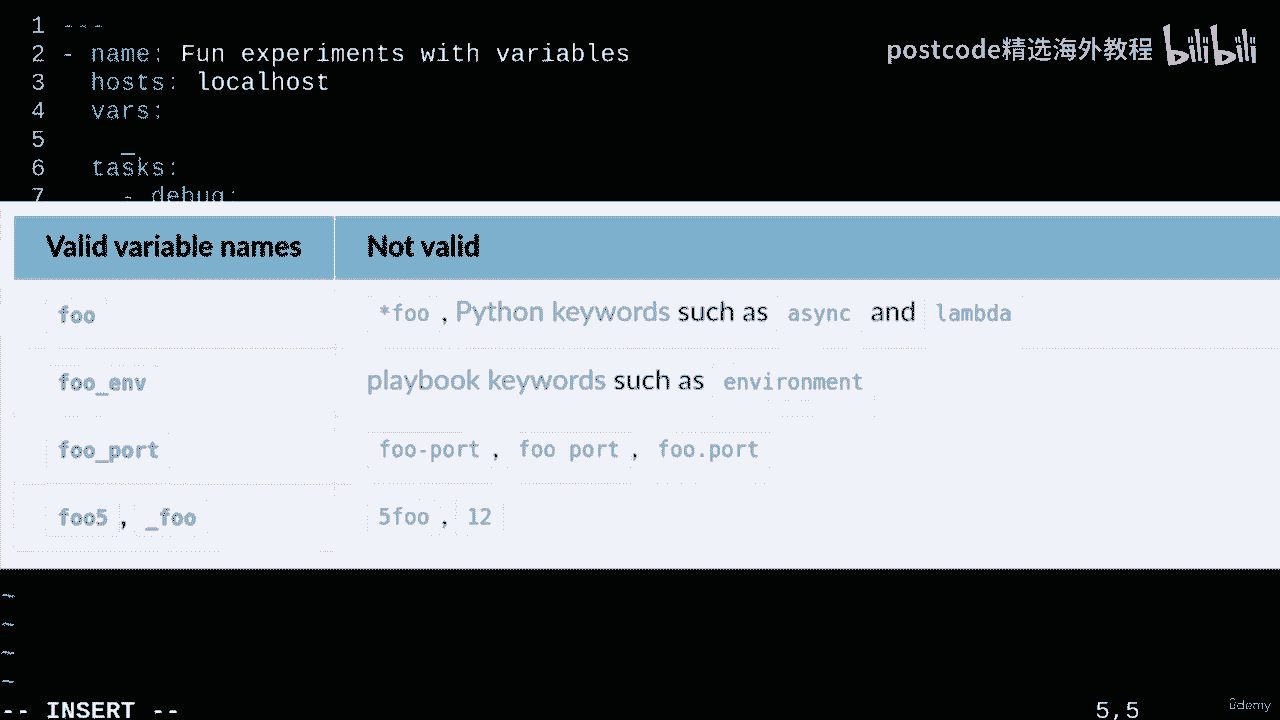 1 ---
2 - name: Fun experiments with variables
3 hosts: localhost
4 vars:
5 _
6 tasks:
7 - debug:
postcode精选海外教程 bilibili
Valid variable names Not valid
foo *foo , Python keywords such as async and lambda
foo_env playbook keywords such as environment
foo_port foo-port , foo port , foo.port
foo5 , _foo 5foo , 12
~
~
~
~
-- INSERT -- 5,5
Udemy